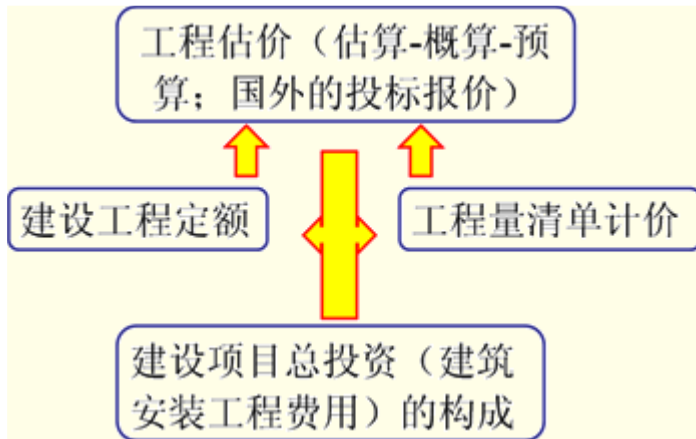 工程估价（估算-概算-预
算；国外的投标报价）
建设工程定额
工程量清单计价
建设项目总投资（建筑
安装工程费用）的构成